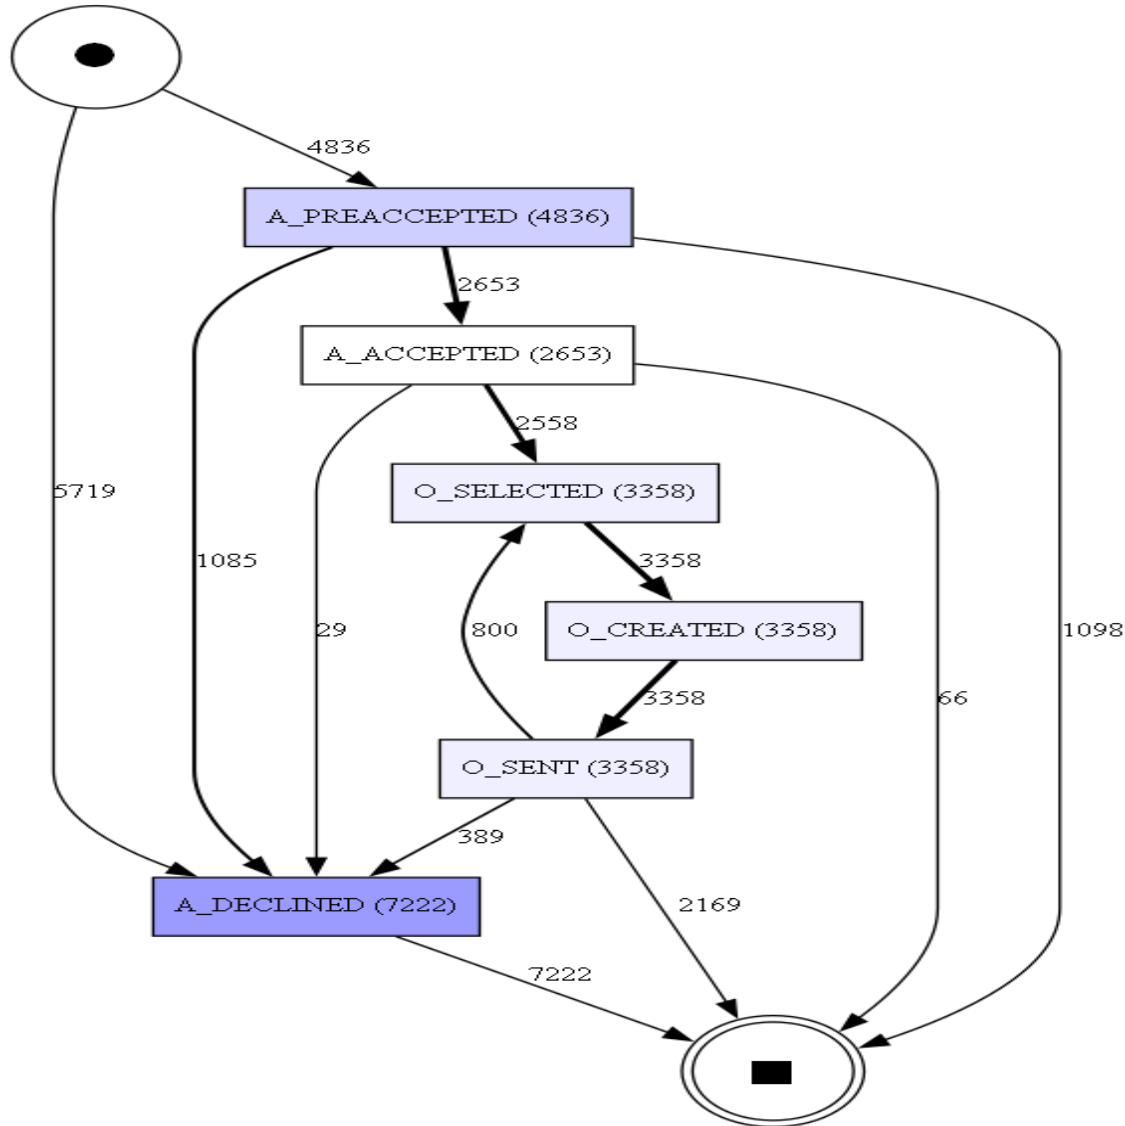 4836
A_PREACCEPTED (4836)
2653
A_ACCEPTED (2653)
2558
5719
O_SELECTED (3358)
1085
3358
29
800
O_CREATED (3358)
1098
3358
66
O_SENT (3358)
389
A_DECLINED (7222)
2169
7222